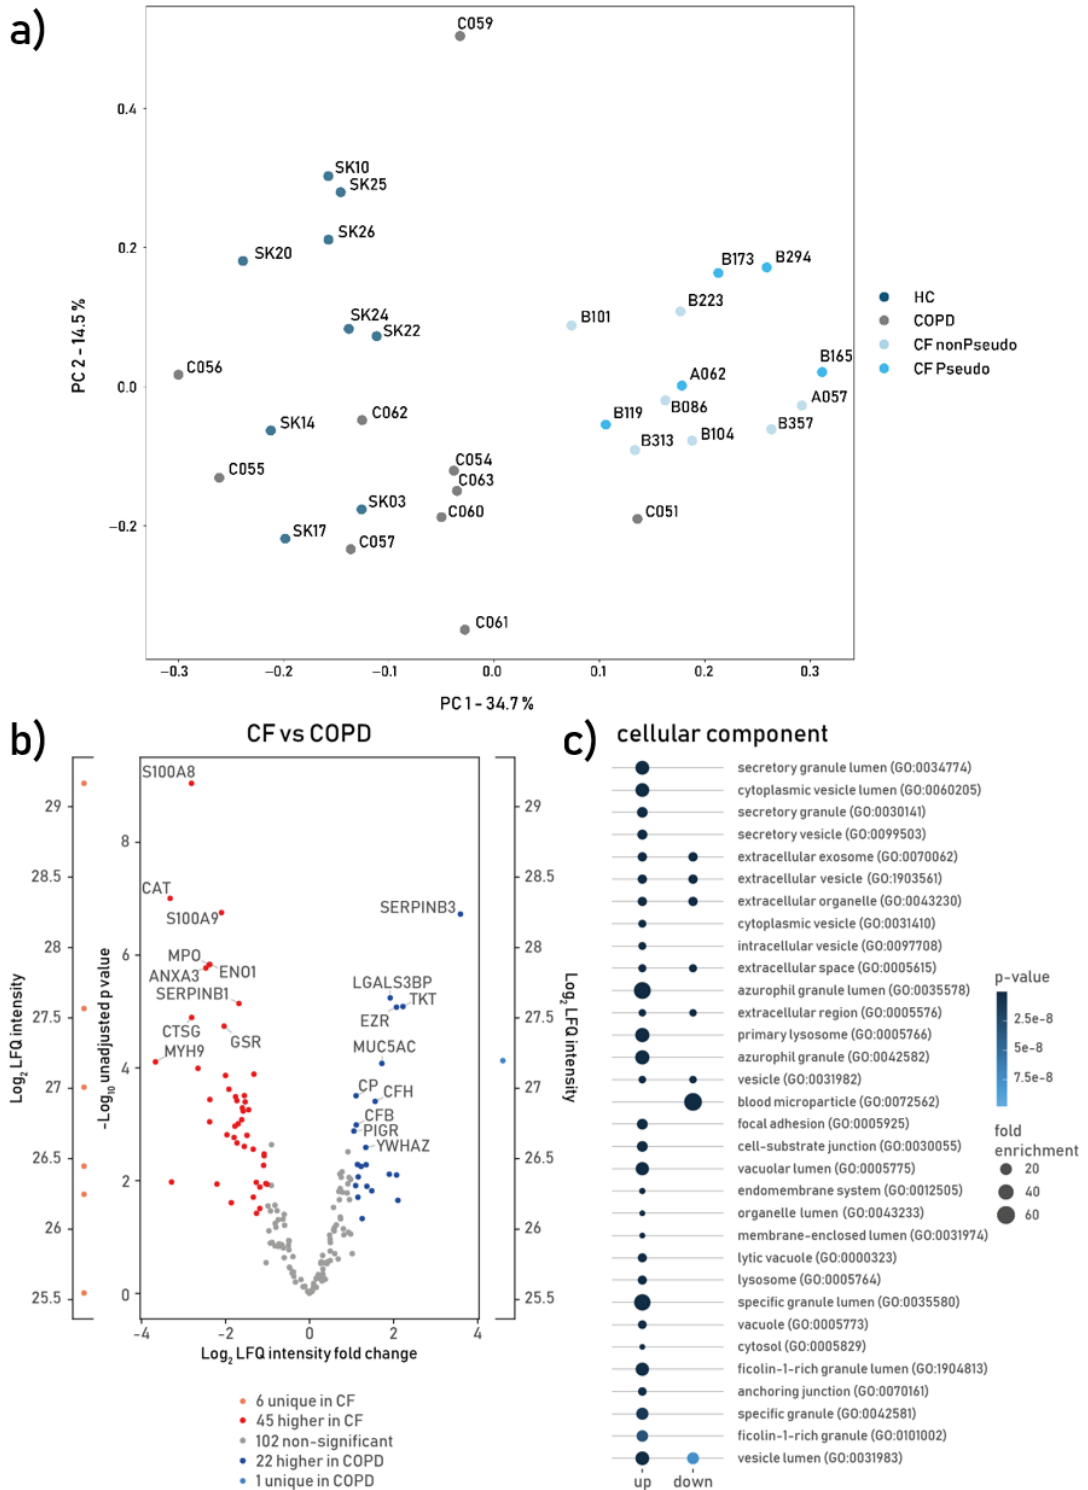 a)
C059
0.4
SK10
SK25
SK26
SK20
0.2
B173
B294
B223
B101
SK24
SK22
HC
COPD
CF nonPseudo
CF Pseudo
PC 2 - 14.5 %
C056
0.0
B165
A062
A057
B086
C062
B119
SK14
B357
B313
B104
C055
C054
C063
SK03
C060
C051
−0.2
SK17
C057
C061
−0.3
−0.2
−0.1
0.0
0.1
0.2
0.3
PC 1 - 34.7 %
b)
CF vs COPD
S100A8
29
8
28.5
CAT
S100A9
SERPINB3
28
6
MPO
ENO1
ANXA3
SERPINB1
LGALS3BP
TKT
EZR
27.5
CTSG
GSR
MYH9
MUC5AC
4
27
CP
CFH
CFB
PIGR
YWHAZ
26.5
2
26
25.5
0
29
28.5
28
27.5
27
26.5
26
25.5
Log2 LFQ intensity
-Log10 unadjusted p value
Log2 LFQ intensity
−4
−2
0
2
4
Log2 LFQ intensity fold change
6 unique in CF
45 higher in CF
102 non-significant
22 higher in COPD
1 unique in COPD
c)
cellular component
secretory granule lumen (GO:0034774)
cytoplasmic vesicle lumen (GO:0060205)
secretory granule (GO:0030141)
secretory vesicle (GO:0099503)
extracellular exosome (GO:0070062)
extracellular vesicle (GO:1903561)
extracellular organelle (GO:0043230)
cytoplasmic vesicle (GO:0031410)
intracellular vesicle (GO:0097708)
extracellular space (GO:0005615)
azurophil granule lumen (GO:0035578)
extracellular region (GO:0005576)
primary lysosome (GO:0005766)
azurophil granule (GO:0042582)
vesicle (GO:0031982)
blood microparticle (GO:0072562)
focal adhesion (GO:0005925)
cell-substrate junction (GO:0030055)
vacuolar lumen (GO:0005775)
endomembrane system (GO:0012505)
organelle lumen (GO:0043233)
membrane-enclosed lumen (GO:0031974)
lytic vacuole (GO:0000323)
lysosome (GO:0005764)
specific granule lumen (GO:0035580)
vacuole (GO:0005773)
cytosol (GO:0005829)
ficolin-1-rich granule lumen (GO:1904813)
anchoring junction (GO:0070161)
specific granule (GO:0042581)
ficolin-1-rich granule (GO:0101002)
vesicle lumen (GO:0031983)
up
down
p-value
2.5e-8
5e-8
7.5e-8
fold
enrichment
20
40
60